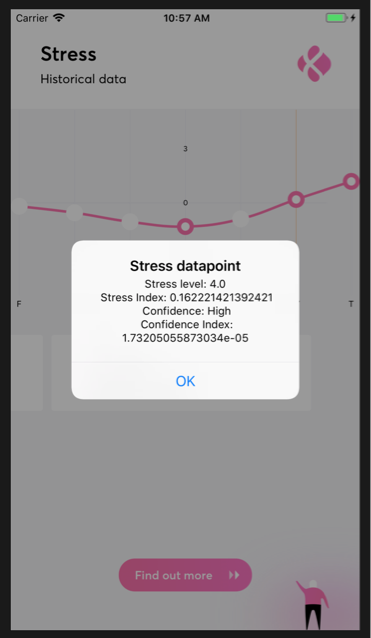 Carrier 10:57 AM
Stress
Historical data
3
0
Stress datapoint
Stress level: 4.0
Stress Index: 0.162221421392421
Confidence: High
Confidence Index:
1.73205055873034e-05
F T
OK
Find out more